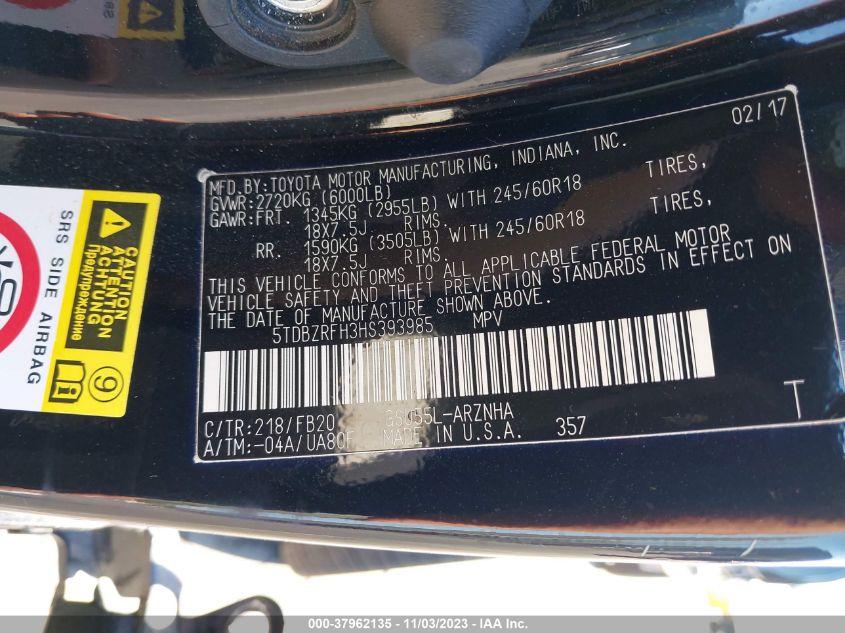 02/17
MFD.BY:TOYOTA MOTOR MANUFACTURING, INDIANA, INC.
GVWR:2720KG (6000LB)
GAWR:FRT. 1345KG (2955LB) WITH 245/60R18 TIRES,
18X7.5J RIMS.
RR. 1590KG (3505LB) WITH 245/60R18 TIRES,
18X7.5J RIMS.
THIS VEHICLE CONFORMS TO ALL APPLICABLE FEDERAL MOTOR
VEHICLE SAFETY AND THEFT PREVENTION STANDARDS IN EFFECT ON
THE DATE OF MANUFACTURE SHOWN ABOVE.
5TDBZRFH3HS393985 MPV
C/TR:218/FB20 L-ARZNHA
A/TM:-04A/UA80F MADE IN U.S.A. 357
T
SRS SIDE AIRBAG
CAUTION
ATTENTION
ACHTUNG
Предупреждение
9
000-37962135 - 11/03/2023 - IAA Inc.